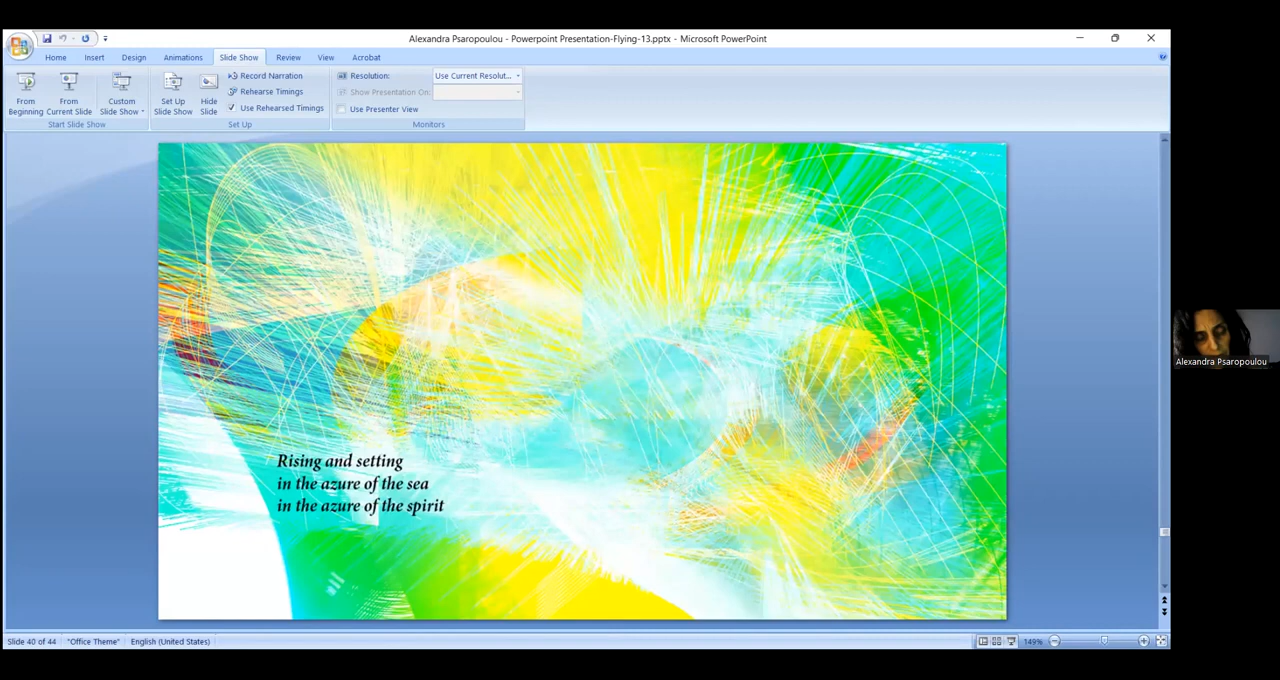 Alexandra Psaropoulou - Powerpoint Presentation-Flying-13.pptx - Microsoft PowerPoint
Home Insert Design Animations Slide Show Review View Acrobat
From Beginning
From Current Slide
Custom Slide Show
Start Slide Show
Set Up Slide Show
Hide Slide
Record Narration
Rehearse Timings
Use Rehearsed Timings
Set Up
Resolution: Use Current Resolut...
Show Presentation On:
Use Presenter View
Monitors
Rising and setting
in the azure of the sea
in the azure of the spirit
Alexandra Psaropoulou
Slide 40 of 44 "Office Theme" English (United States) 149%